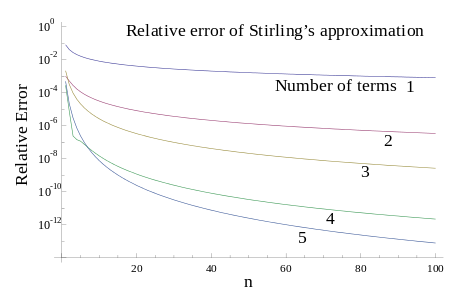 Relative error of Stirling’s approximation
10^0
10^-2
10^-4
10^-6
10^-8
10^-10
10^-12
Relative Error
Number of terms 1
2
3
4
5
20 40 60 80 100
n